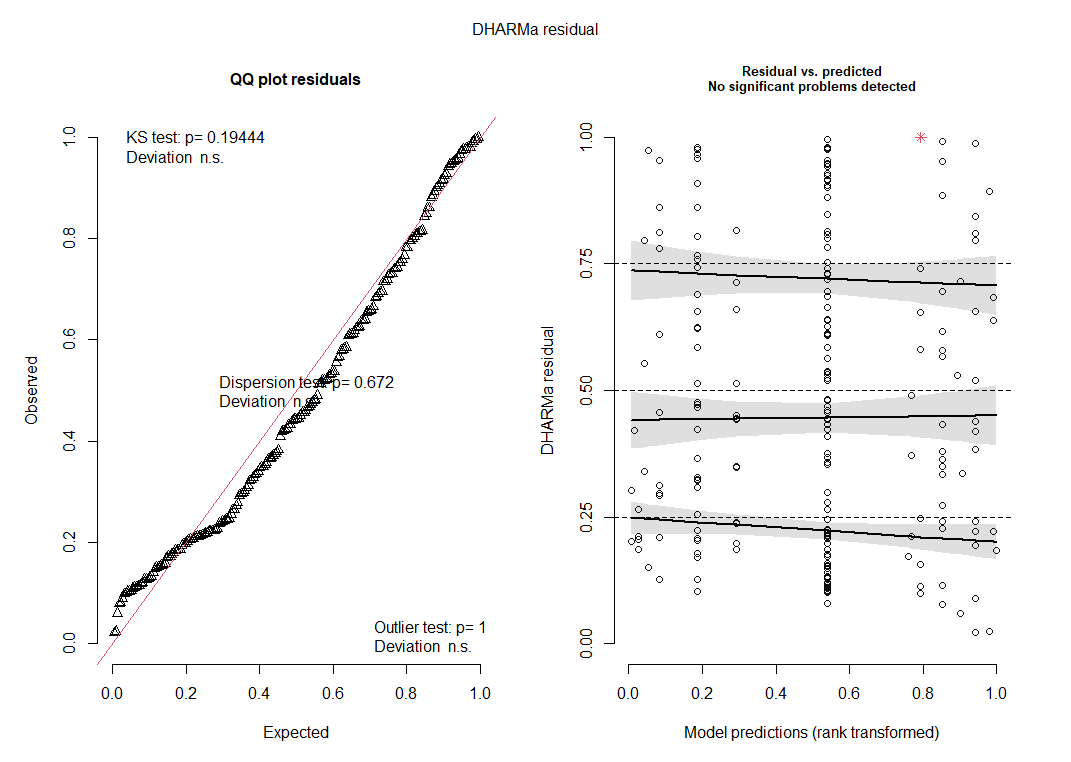 DHARMa residual
QQ plot residuals
KS test: p= 0.19444
Deviation n.s.
Dispersion test: p= 0.672
Deviation n.s.
Outlier test: p= 1
Deviation n.s.
Observed
0.0
0.2
0.4
0.6
0.8
1.0
0.0
0.2
0.4
0.6
0.8
1.0
Expected
Residual vs. predicted
No significant problems detected
DHARMa residual
0.00
0.25
0.50
0.75
1.00
0.0
0.2
0.4
0.6
0.8
1.0
Model predictions (rank transformed)